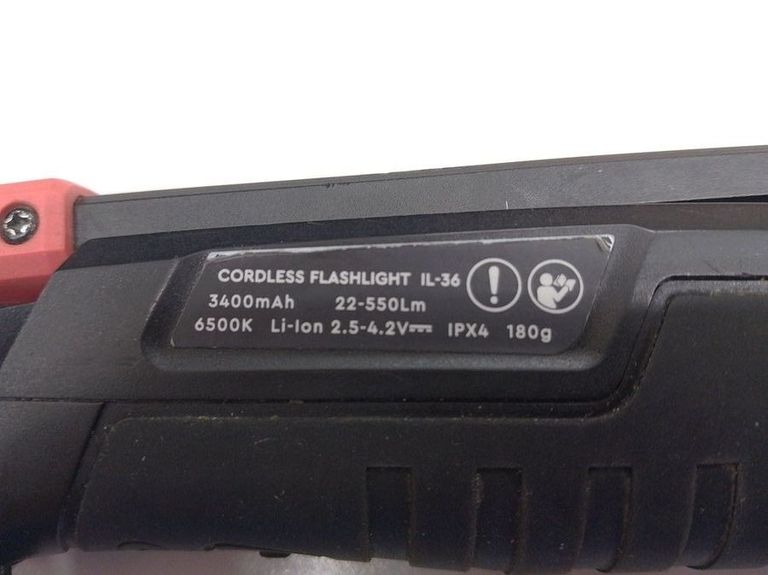 CORDLESS FLASHLIGHT IL-36
3400mAh 22-550Lm
6500K Li-Ion 2.5-4.2V⎓ IPX4 180g